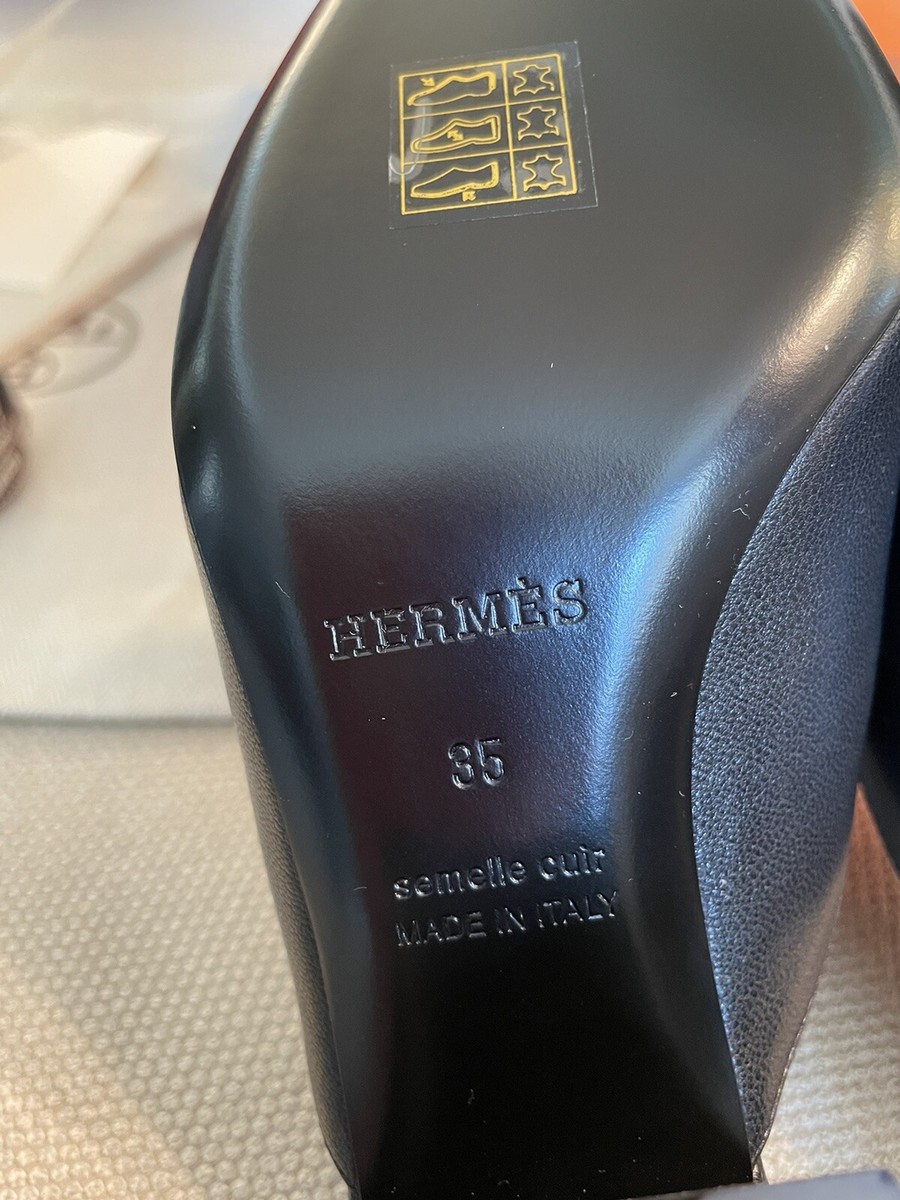 HERMÈS
35
semelle cuir
MADE IN ITALY